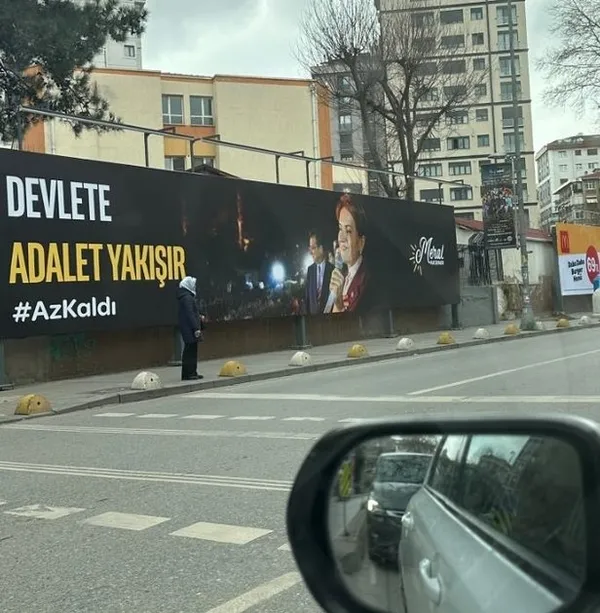 DEVLETE
ADALET YAKIŞIR
#AzKaldı
Meral